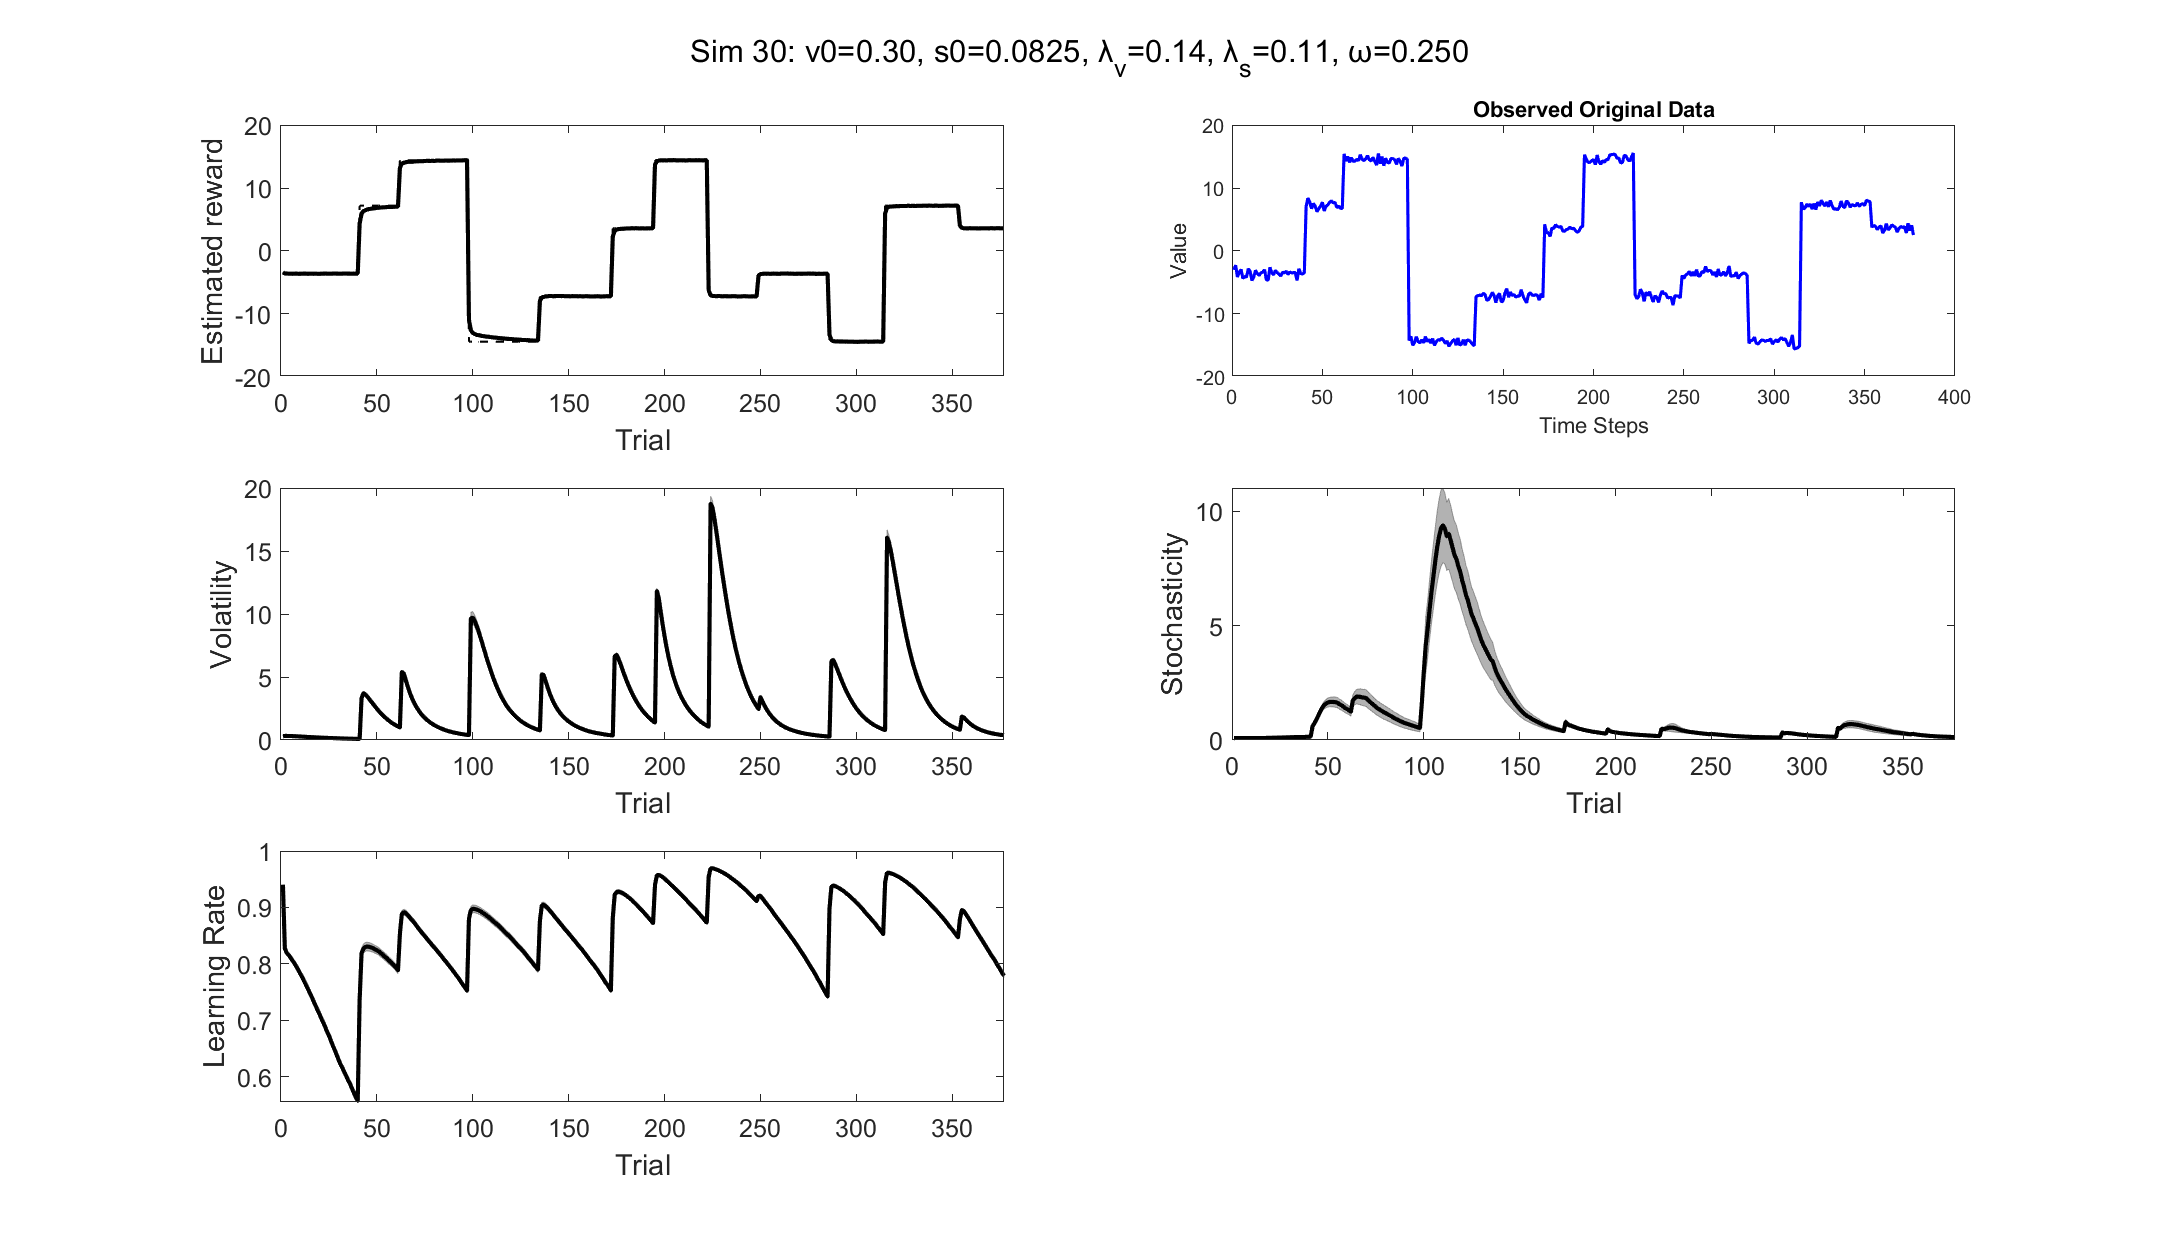 Sim 30: v0=0.30, s0=0.0825, λv=0.14, λs=0.11, ω=0.250
20
10
0
-10
-20
Estimated reward
0 50 100 150 200 250 300 350
Trial
Observed Original Data
20
10
0
-10
-20
Value
0 50 100 150 200 250 300 350 400
Time Steps
20
15
10
5
0
Volatility
0 50 100 150 200 250 300 350
Trial
10
5
0
Stochasticity
0 50 100 150 200 250 300 350
Trial
1
0.9
0.8
0.7
0.6
Learning Rate
0 50 100 150 200 250 300 350
Trial